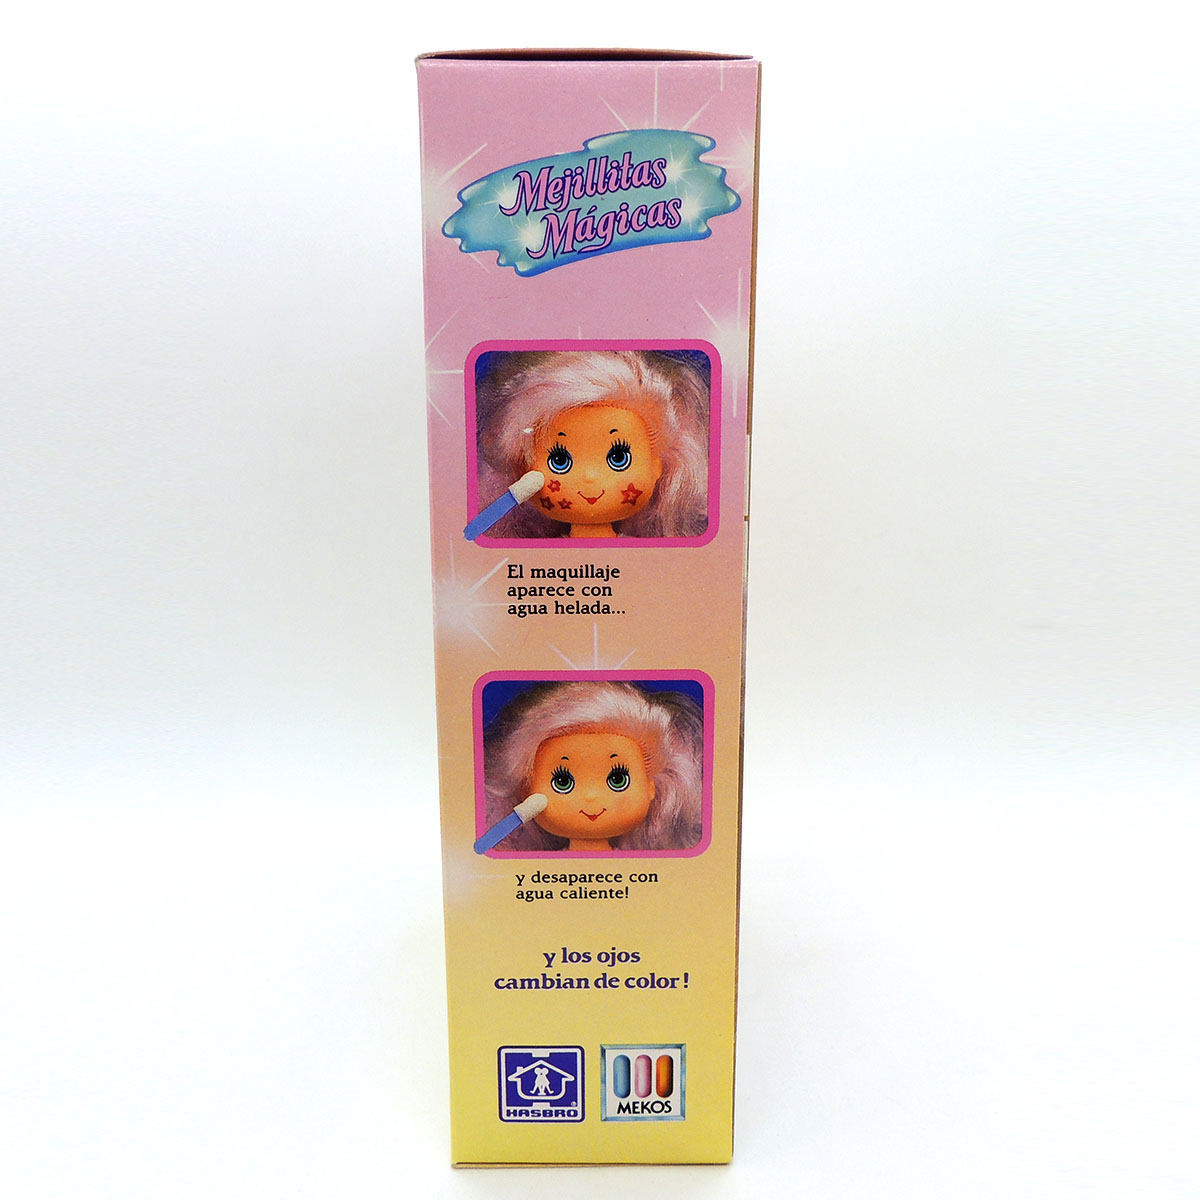 Mejillitas
Mágicas
El maquillaje
aparece con
agua helada...
y desaparece con
agua caliente!
y los ojos
cambian de color!
HASBRO ®
MEKOS